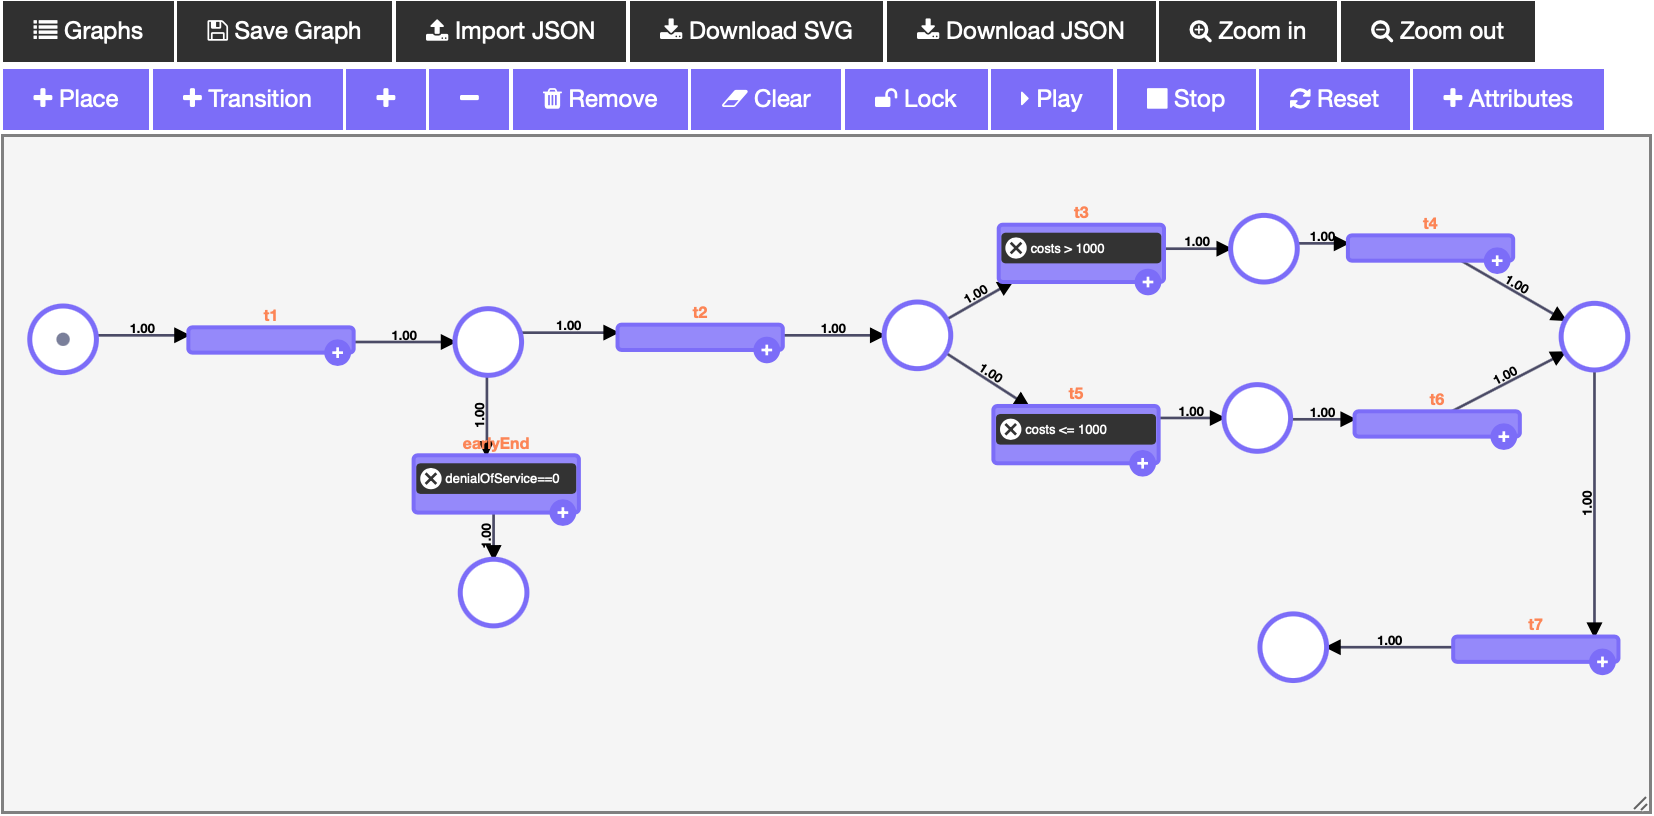 Graphs Save Graph Import JSON Download SVG Download JSON Zoom in Zoom out
+ Place + Transition + − Remove Clear Lock Play Stop Reset + Attributes
t3
costs > 1000
1.00
1.00
t4
1.00
1.00
1.00
t1
1.00
1.00
t2
1.00
1.00
t5
costs <= 1000
1.00
1.00
t6
1.00
1.00
1.00
earlyEnd
denialOfService==0
1.00
1.00
t7
1.00